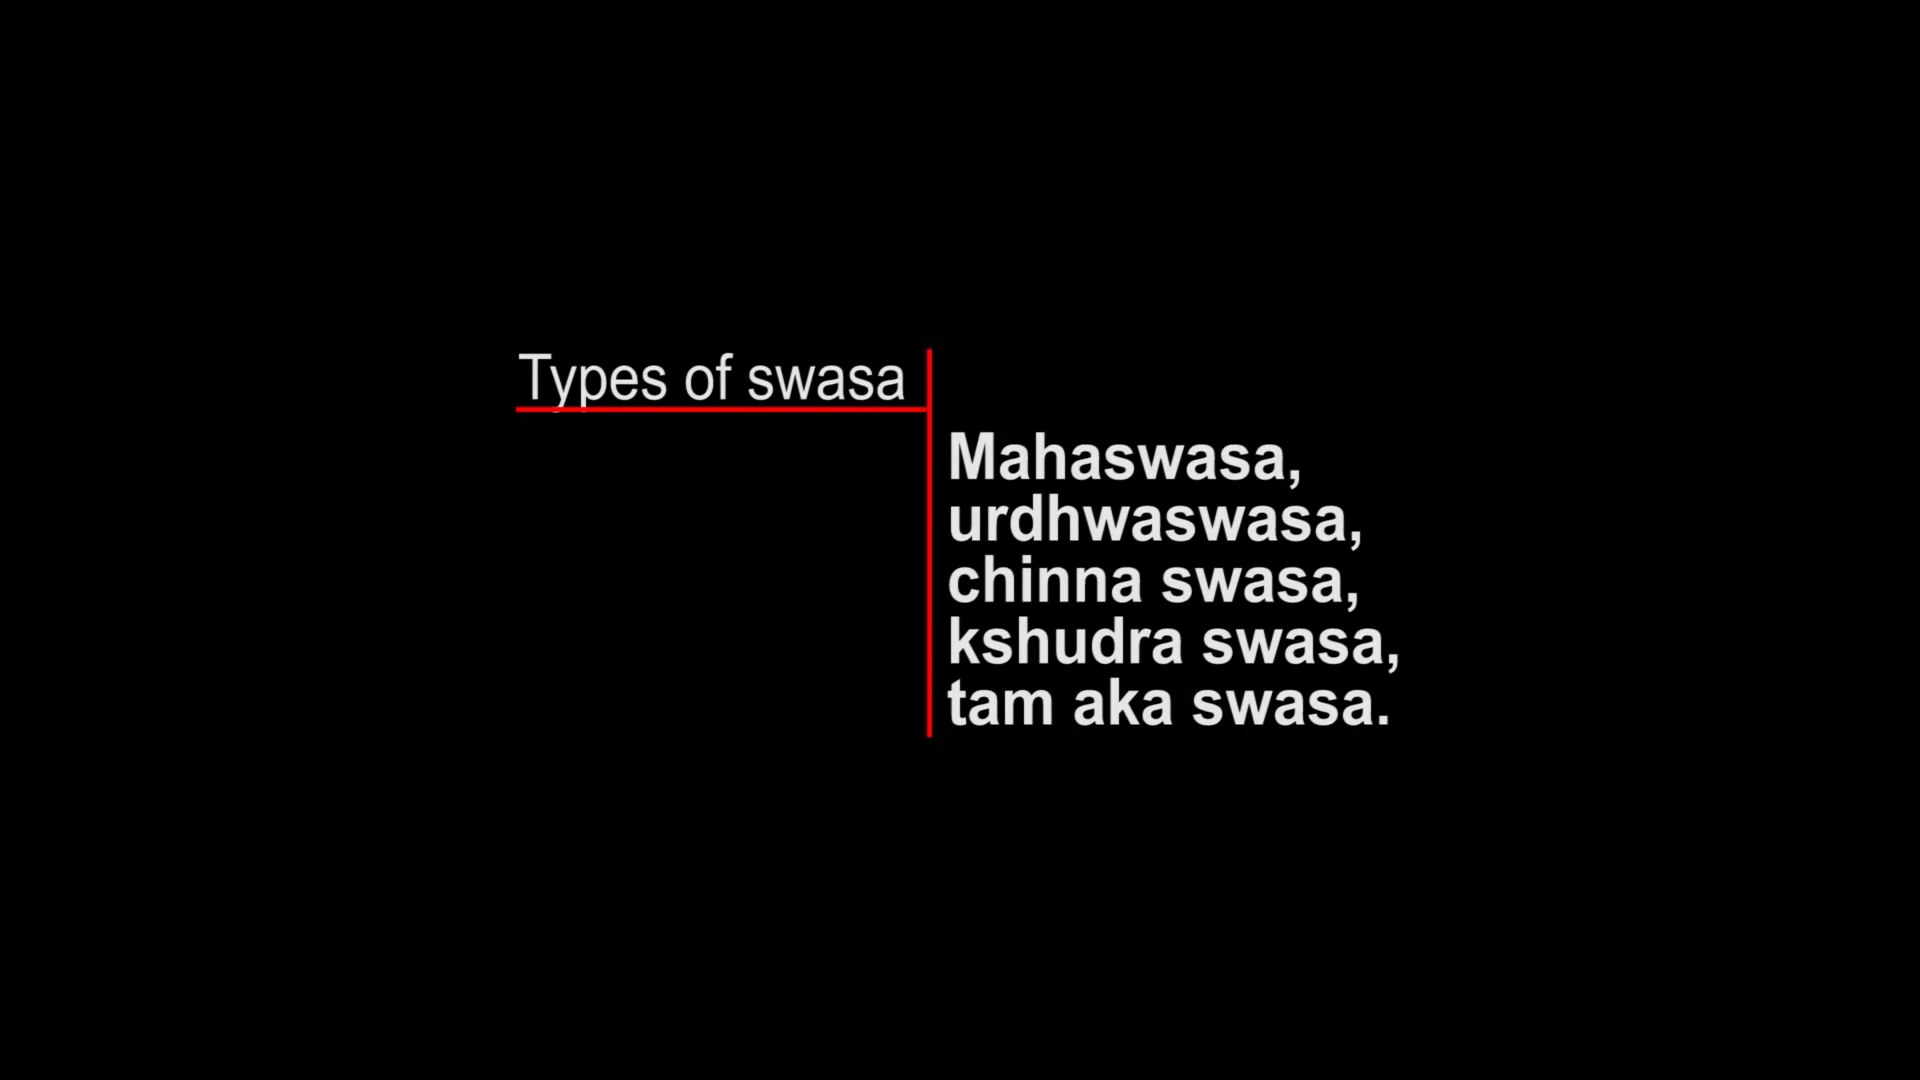 Types of swasa
Mahaswasa,
urdhwaswasa,
chinna swasa,
kshudra swasa,
tam aka swasa.